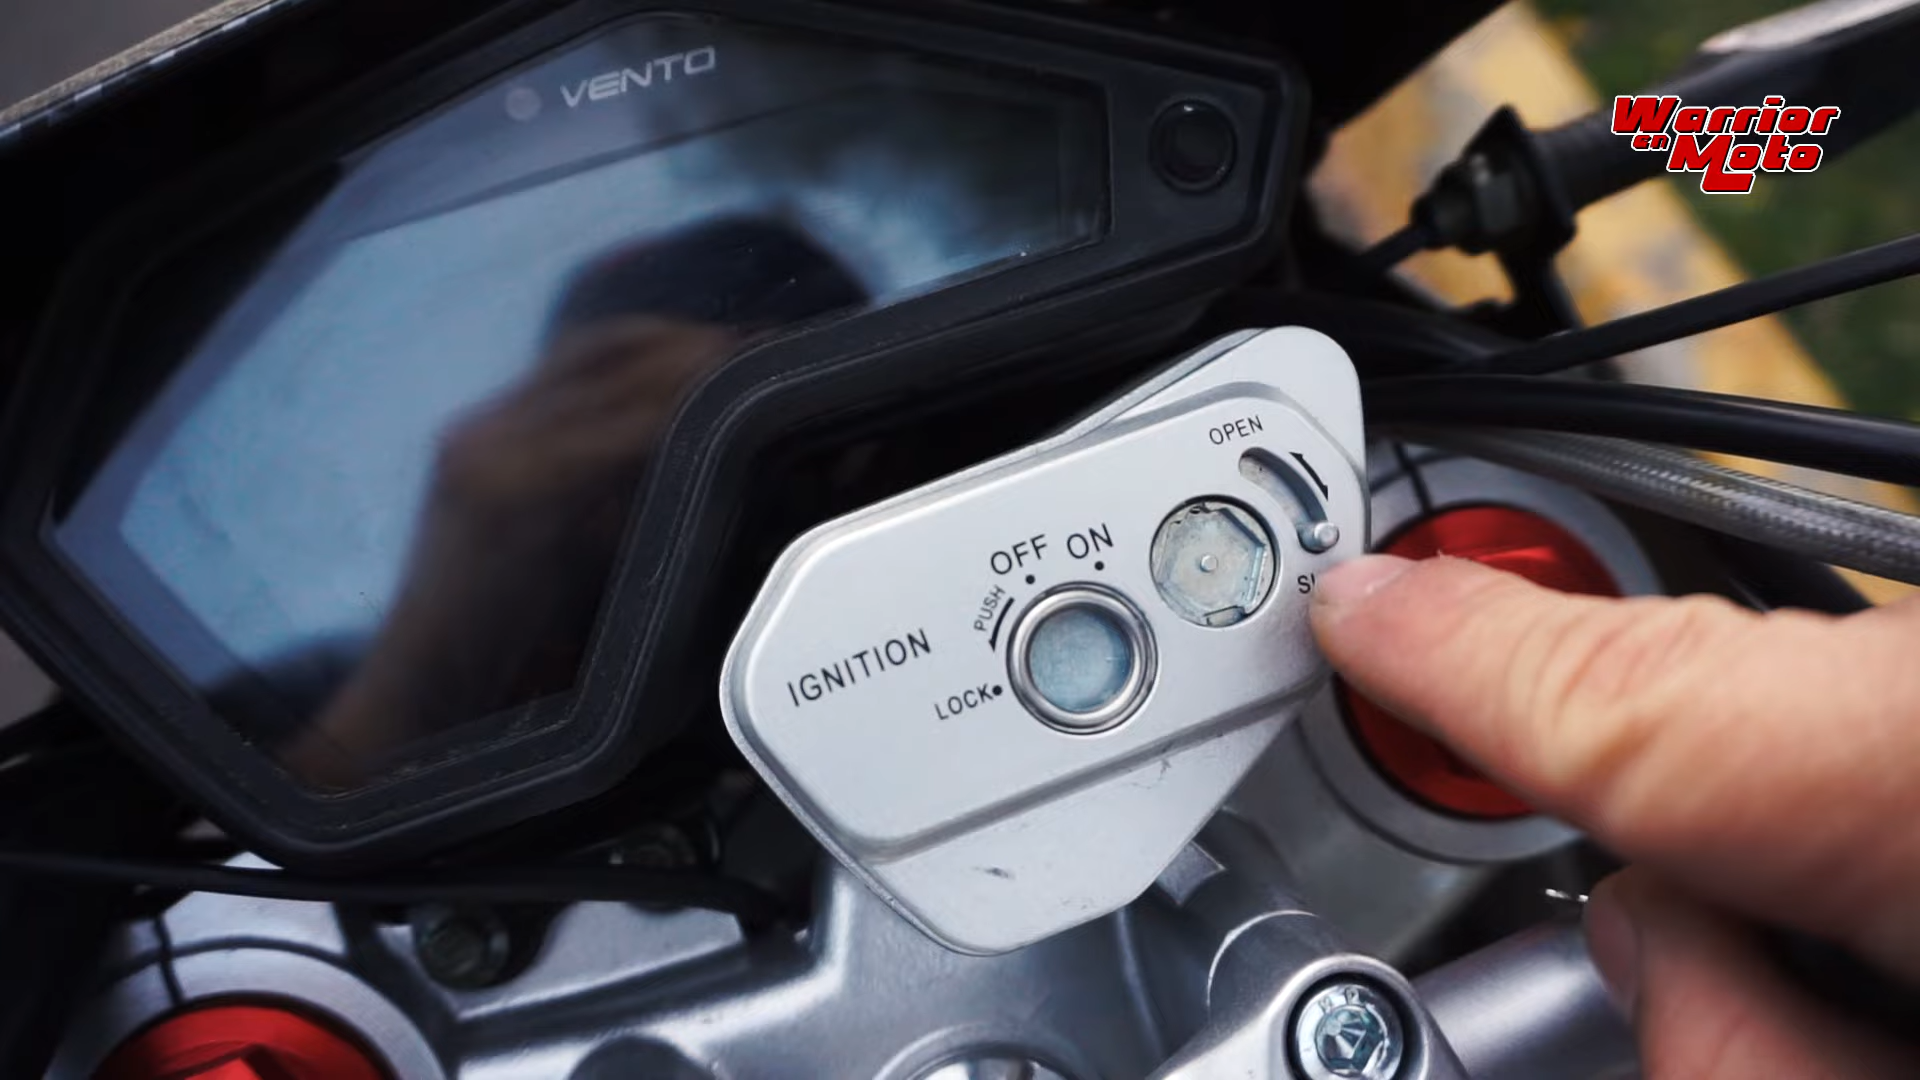 VENTO
Warrior
en
Moto
OPEN
OFF ON
PUSH
IGNITION
LOCK